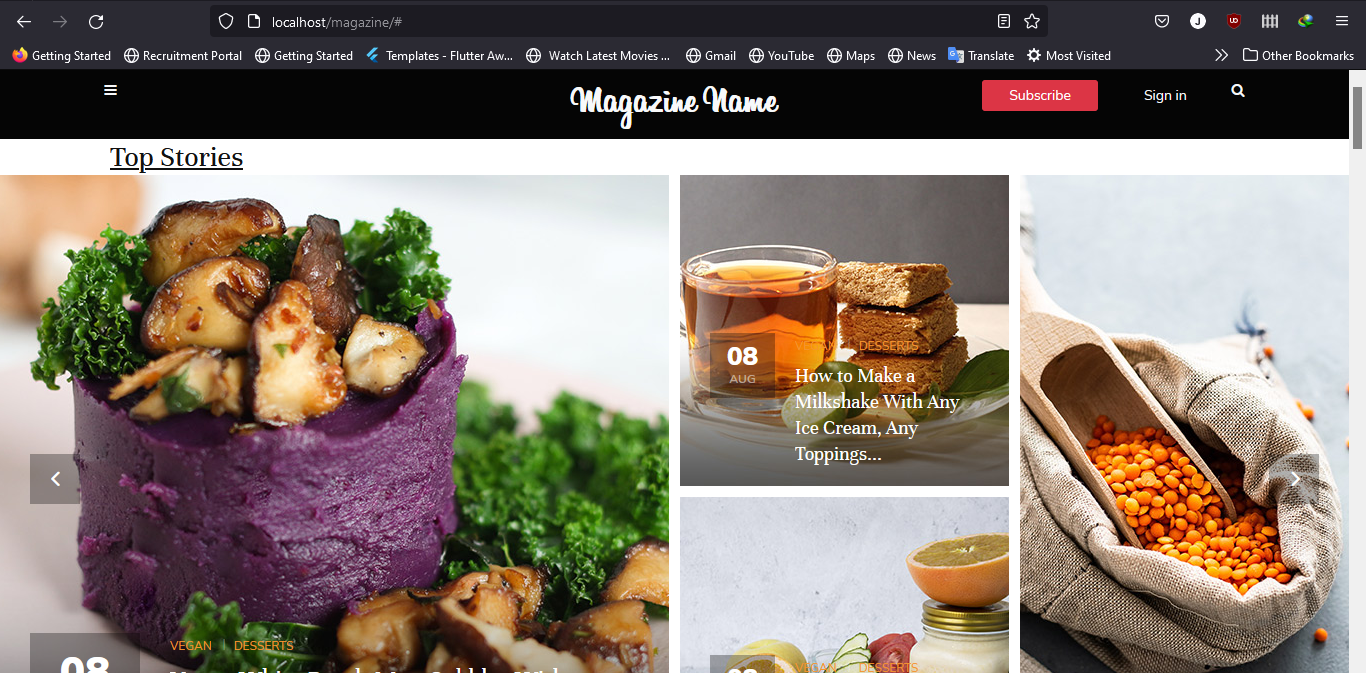 localhost/magazine/#
Getting Started
Recruitment Portal
Getting Started
Templates - Flutter Aw...
Watch Latest Movies ...
Gmail
YouTube
Maps
News
Translate
Most Visited
Other Bookmarks
Magazine Name
Subscribe
Sign in
Top Stories
08
AUG
VEGAN | DESSERTS
How to Make a
Milkshake With Any
Ice Cream, Any
Toppings...
08
VEGAN | DESSERTS
08
VEGAN | DESSERTS